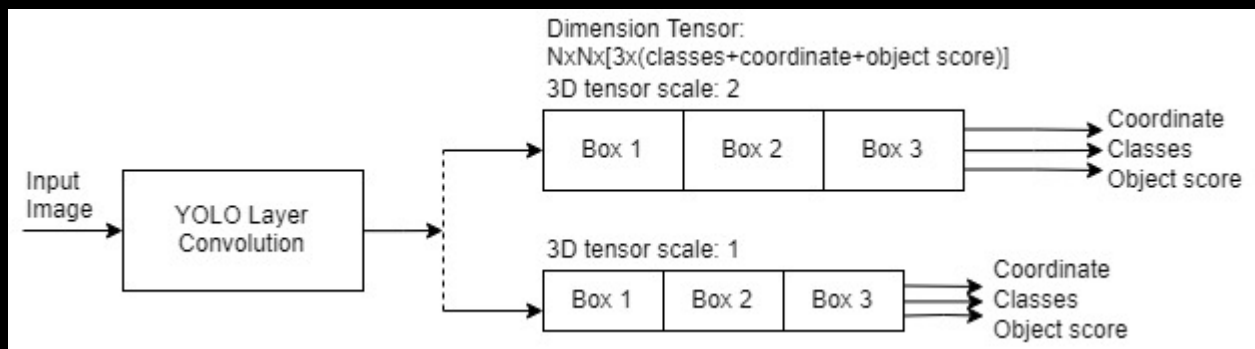 Dimension Tensor:
NxNx[3x(classes+coordinate+object score)]
3D tensor scale: 2
Box 1
Box 2
Box 3
Coordinate
Classes
Object score
Input
Image
YOLO Layer
Convolution
3D tensor scale: 1
Box 1
Box 2
Box 3
Coordinate
Classes
Object score